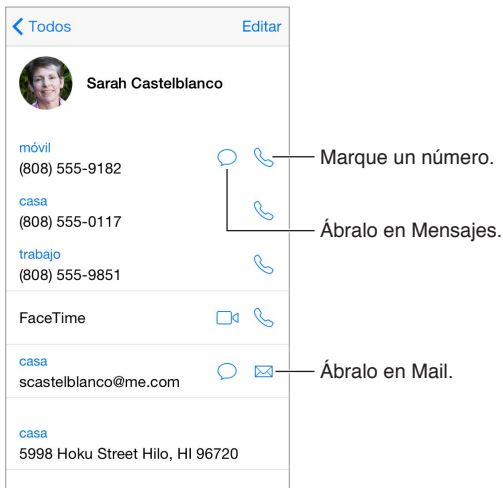 Todos Editar
Sarah Castelblanco
móvil
(808) 555-9182
Marque un número.
casa
(808) 555-0117
Ábralo en Mensajes.
trabajo
(808) 555-9851
FaceTime
casa
scastelblanco@me.com
Ábralo en Mail.
casa
5998 Hoku Street Hilo, HI 96720